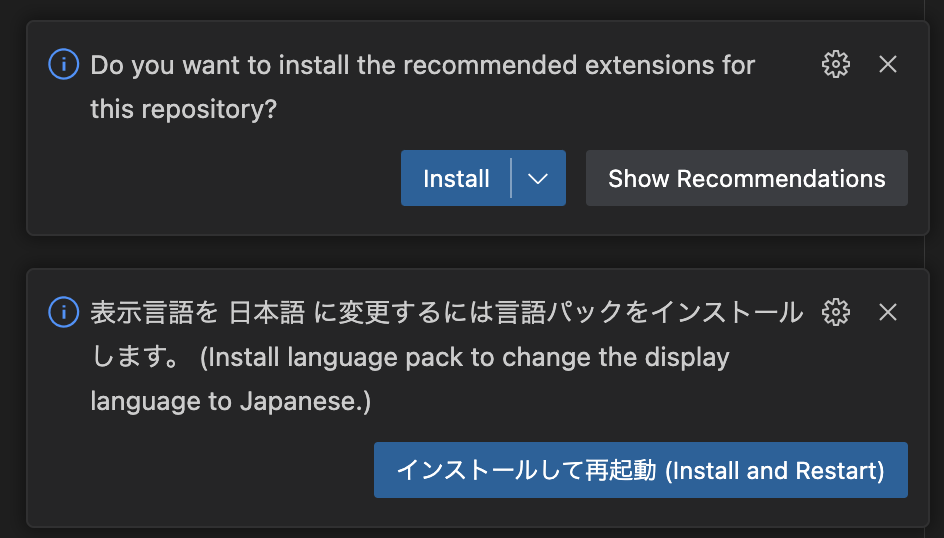 Do you want to install the recommended extensions for
this repository?
Install
Show Recommendations
表示言語を 日本語 に変更するには言語パックをインストール
します。 (Install language pack to change the display
language to Japanese.)
インストールして再起動 (Install and Restart)